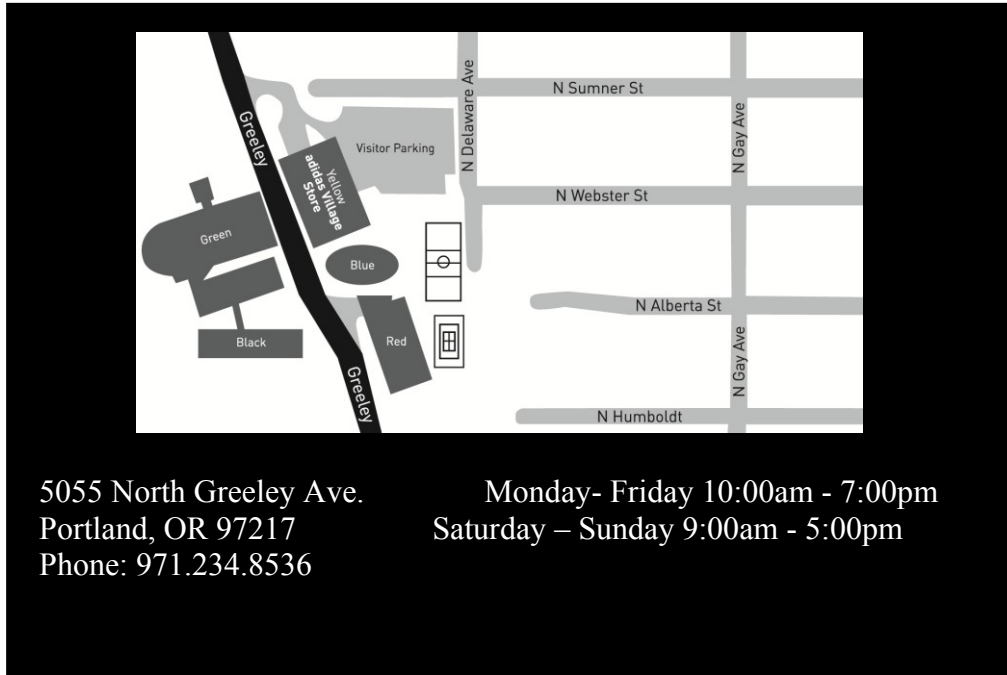 N Sumner St
N Delaware Ave
N Gay Ave
Greeley
Visitor Parking
Yellow
adidas Village
Store
N Webster St
Green
Blue
N Alberta St
Black
Red
N Gay Ave
Greeley
N Humboldt
5055 North Greeley Ave. Monday- Friday 10:00am - 7:00pm
Portland, OR 97217 Saturday – Sunday 9:00am - 5:00pm
Phone: 971.234.8536